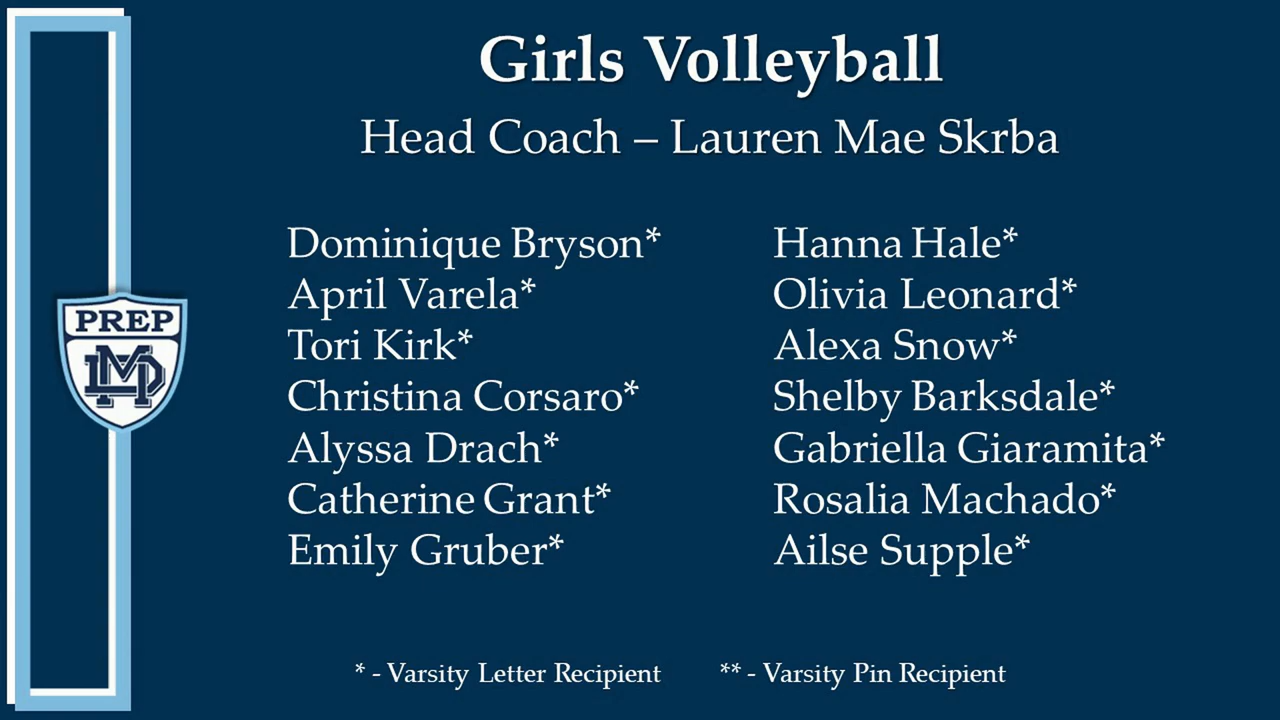 Girls Volleyball
Head Coach – Lauren Mae Skrba
Dominique Bryson*
April Varela*
Tori Kirk*
Christina Corsaro*
Alyssa Drach*
Catherine Grant*
Emily Gruber*
Hanna Hale*
Olivia Leonard*
Alexa Snow*
Shelby Barksdale*
Gabriella Giaramita*
Rosalia Machado*
Ailse Supple*
PREP
MD
* - Varsity Letter Recipient
** - Varsity Pin Recipient